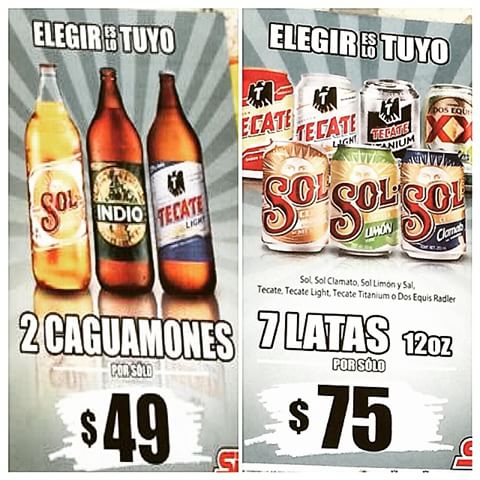 ELEGIR ES LO TUYO
SOL
INDIO
TECATE
LIGHT
2 CAGUAMONES
POR SÓLO
$49
ELEGIR ES LO TUYO
TECATE
TECATE
LIGHT
TECATE
TITANIUM
DOS EQUIS
XX
SOL
SOL
LIMÓN
SOL
Clamato
Sol, Sol Clamato, Sol Limón y Sal,
Tecate, Tecate Light, Tecate Titanium o Dos Equis Radler
7 LATAS 12oz
POR SÓLO
$75